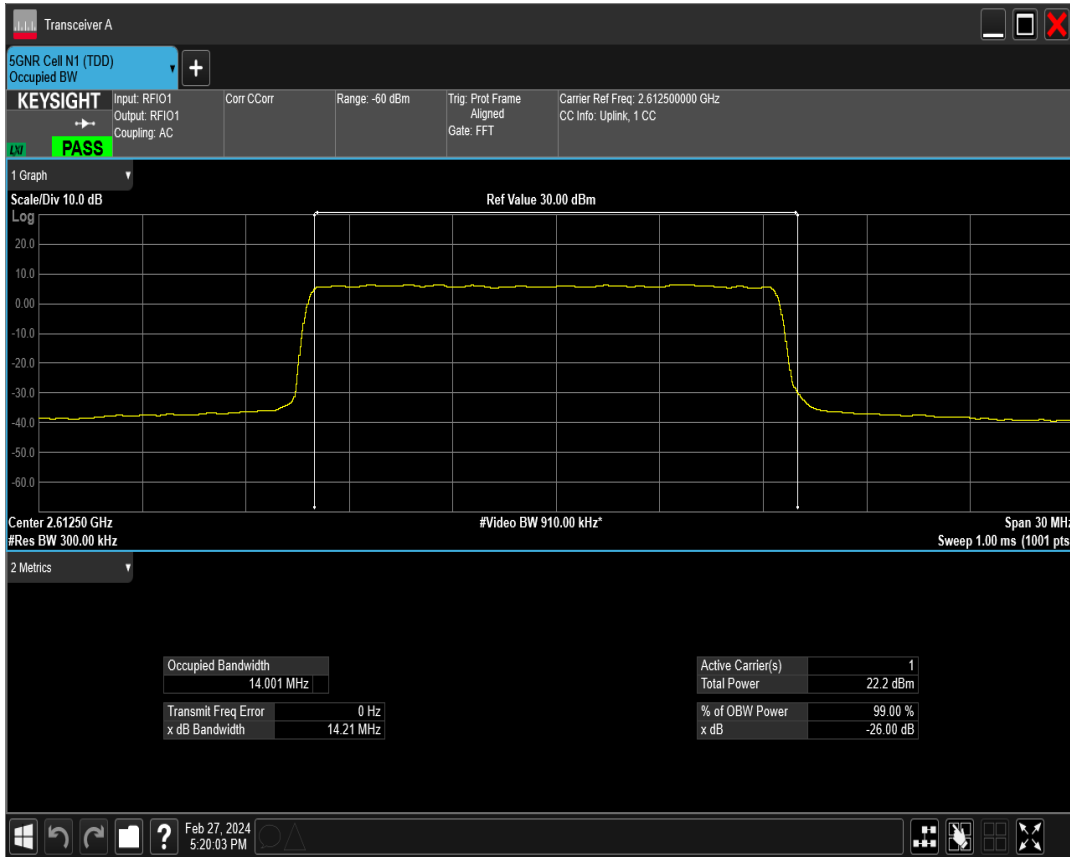 Transceiver A
5GNR Cell N1 (TDD)
Occupied BW
+
KEYSIGHT
LXI
PASS
Input: RFIO1
Output: RFIO1
Coupling: AC
Corr CCorr
Range: -60 dBm
Trig: Prot Frame
Aligned
Gate: FFT
Carrier Ref Freq: 2.612500000 GHz
CC Info: Uplink, 1 CC
1 Graph
Scale/Div 10.0 dB
Ref Value 30.00 dBm
Log
20.0
10.0
0.00
-10.0
-20.0
-30.0
-40.0
-50.0
-60.0
Center 2.61250 GHz
#Video BW 910.00 kHz*
Span 30 MHz
#Res BW 300.00 kHz
Sweep 1.00 ms (1001 pts
2 Metrics
Occupied Bandwidth
14.001 MHz
Transmit Freq Error 0 Hz
x dB Bandwidth 14.21 MHz
Active Carrier(s) 1
Total Power 22.2 dBm
% of OBW Power 99.00 %
x dB -26.00 dB
?
Feb 27, 2024
5:20:03 PM